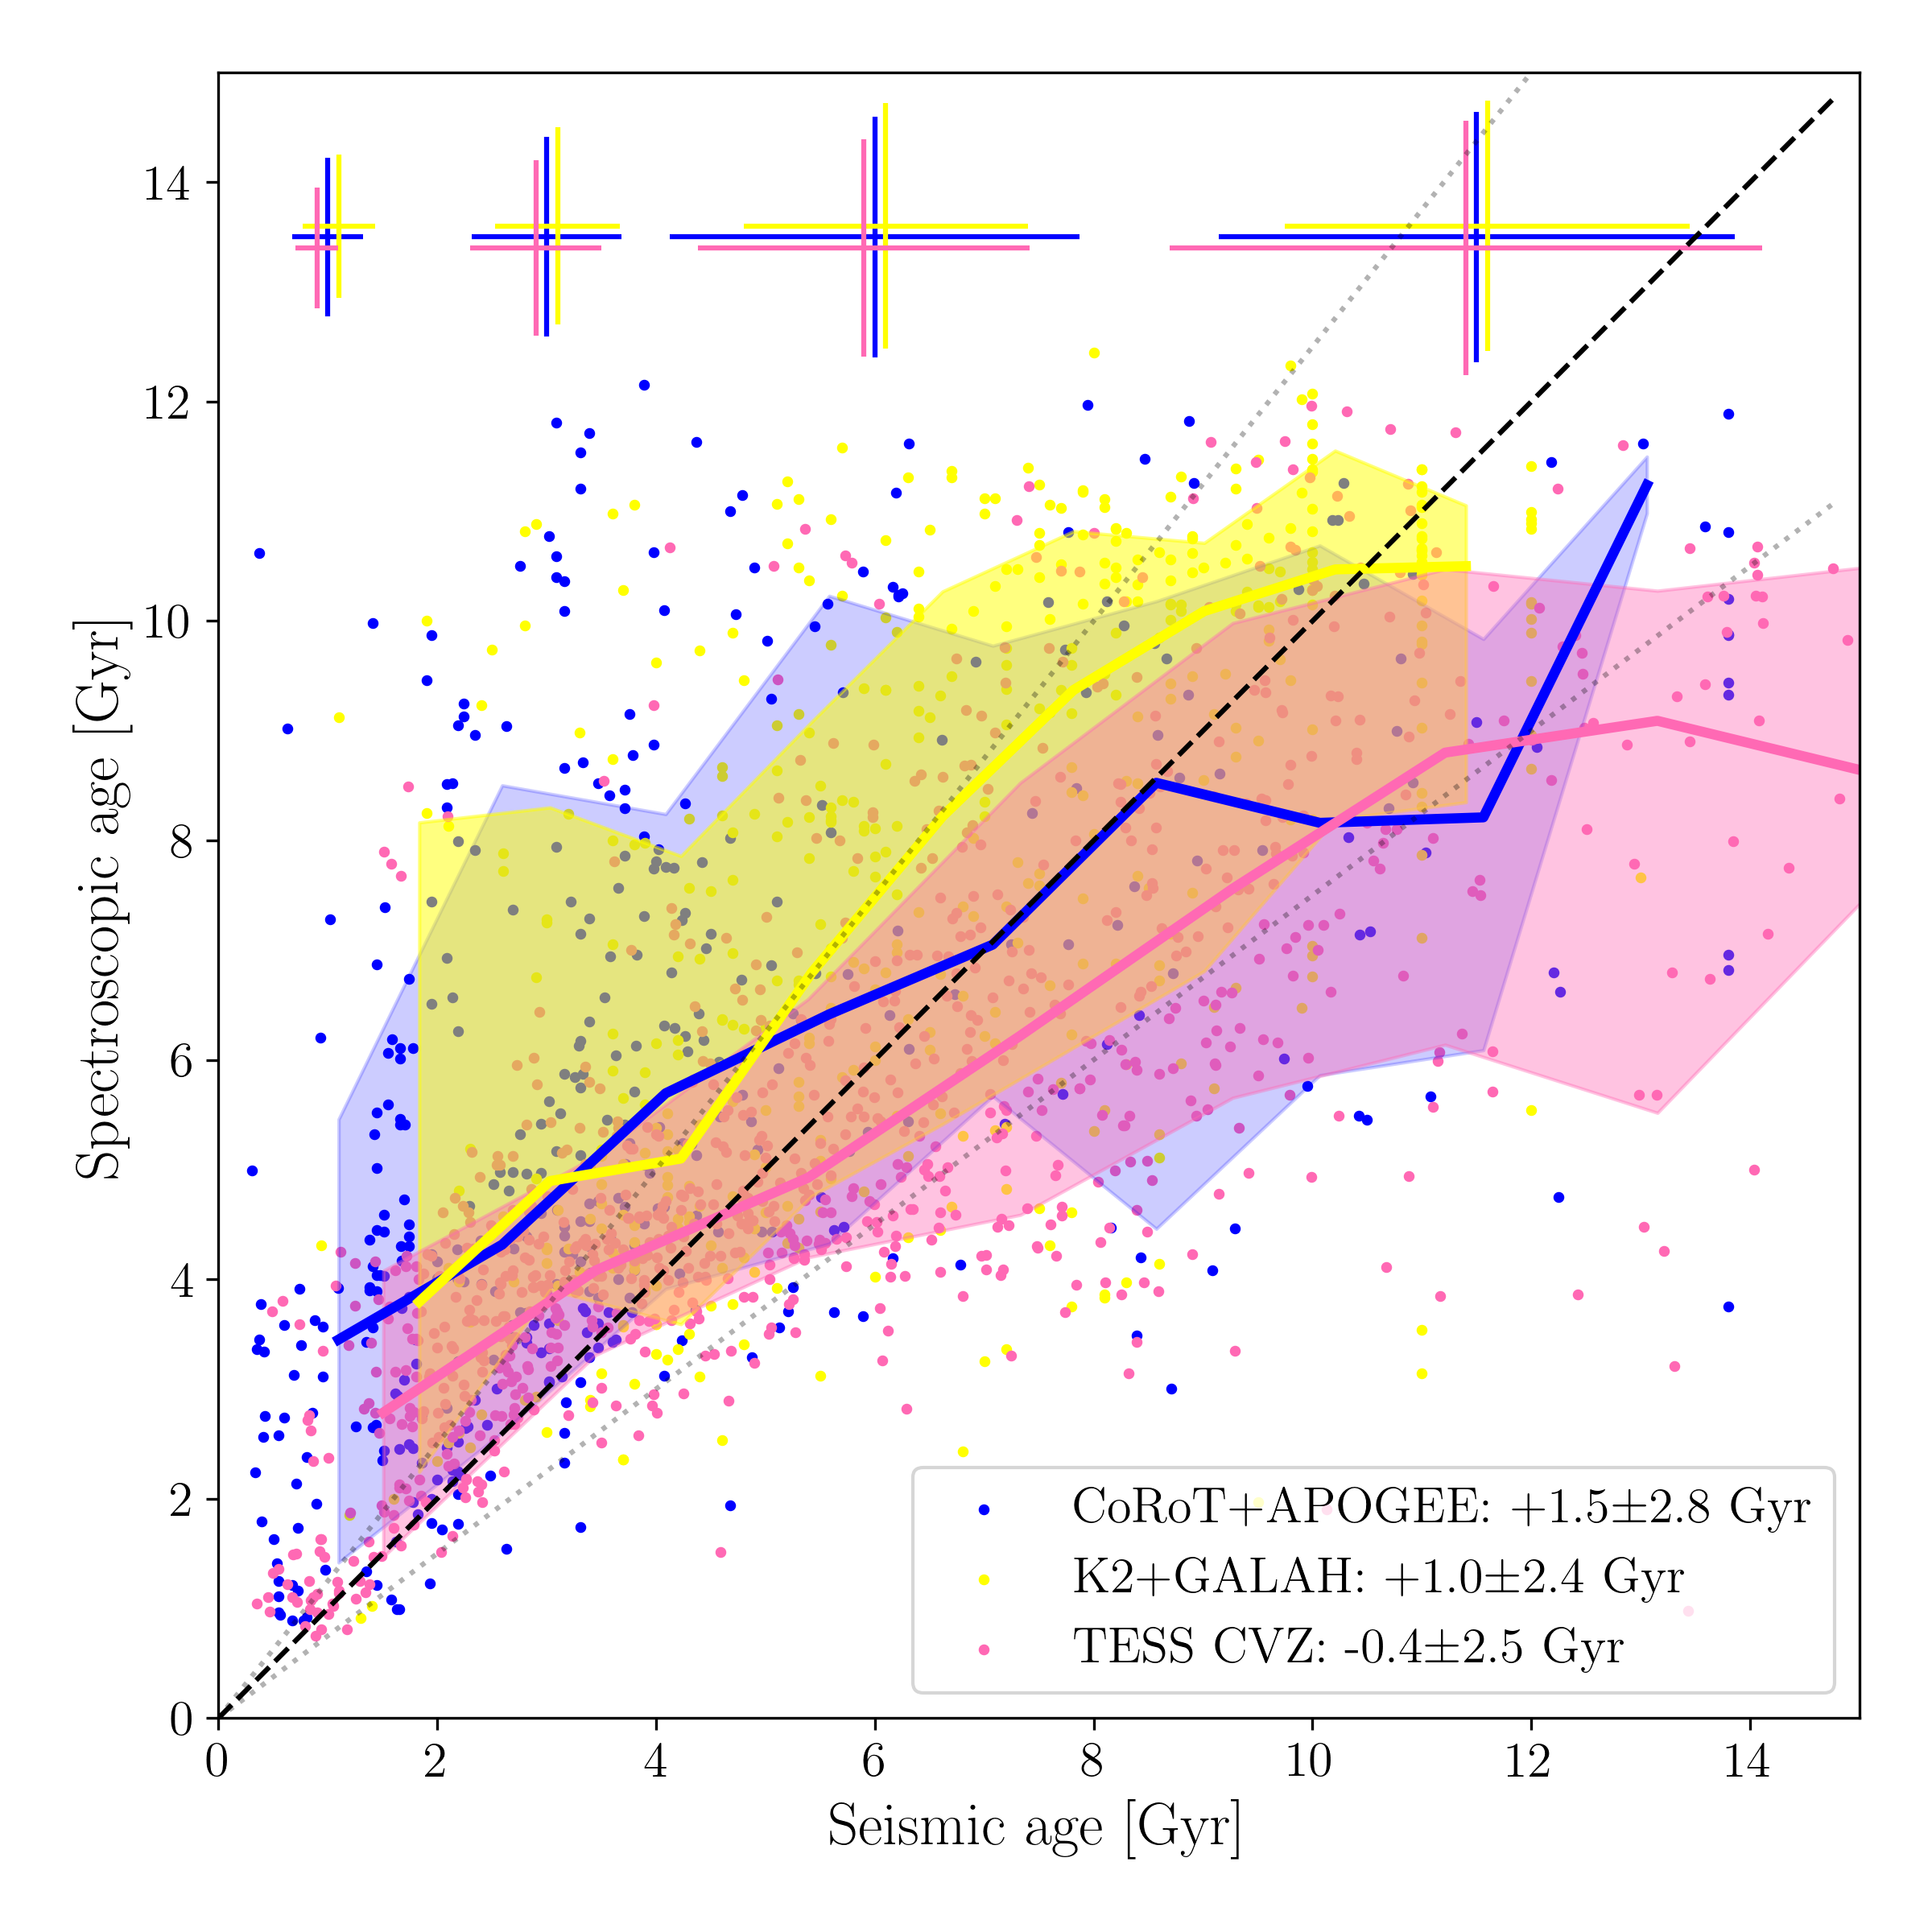 14
12
10
8
6
4
2
0
Spectroscopic age [Gyr]
CoRoT+APOGEE: +1.5±2.8 Gyr
K2+GALAH: +1.0±2.4 Gyr
TESS CVZ: -0.4±2.5 Gyr
0 2 4 6 8 10 12 14
Seismic age [Gyr]